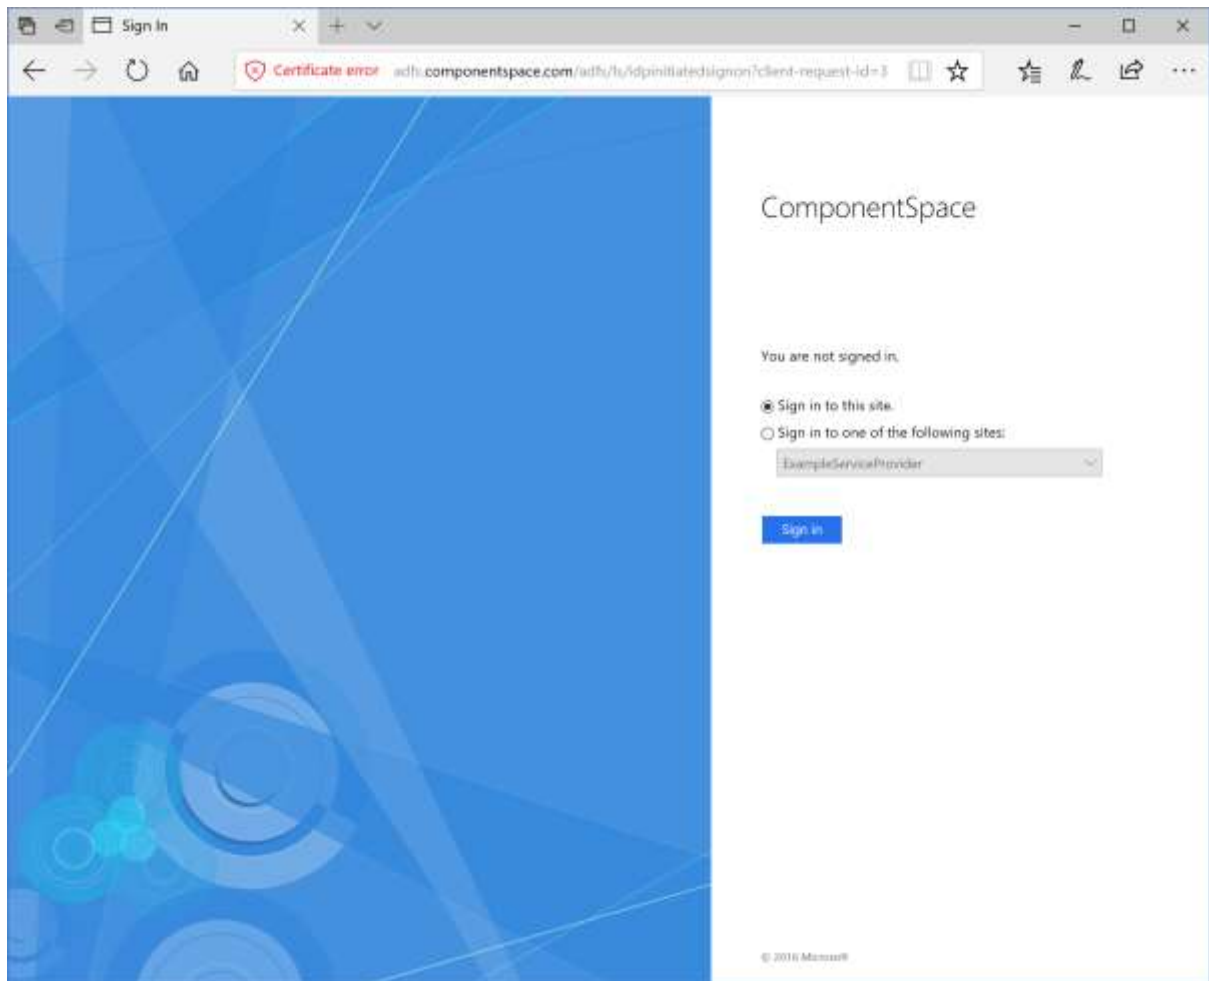 Sign In
Certificate error adfs.componentspace.com/adfs/ls/idpinitiatedsignon?client-request-id=3
ComponentSpace
You are not signed in.
Sign in to this site.
Sign in to one of the following sites:
ExampleServiceProvider
Sign in
© 2016 Microsoft